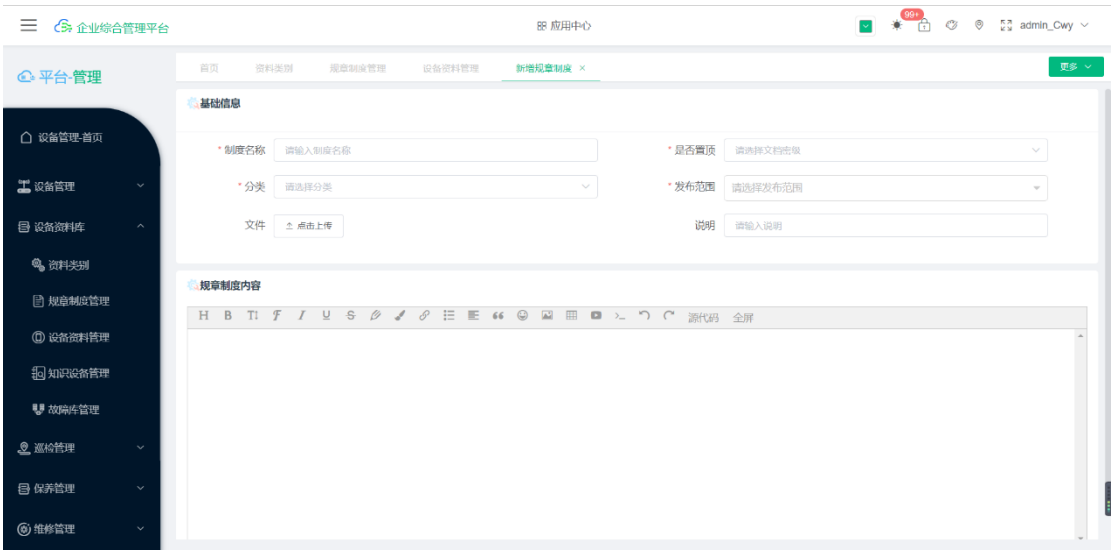 企业综合管理平台
应用中心
99+
admin_Cwy
平台-管理
首页 资料类别 规章制度管理 设备资料管理 新增规章制度 ×
更多
基础信息
设备管理-首页
设备管理
设备资料库
资料类别
规章制度管理
设备资料管理
知识设备管理
故障库管理
巡检管理
保养管理
维修管理
* 制度名称 请输入制度名称
* 是否置顶 请选择文档密级
* 分类 请选择分类
* 发布范围 请选择发布范围
文件 点击上传
说明 请输入说明
规章制度内容
H B TI F I U S 源代码 全屏